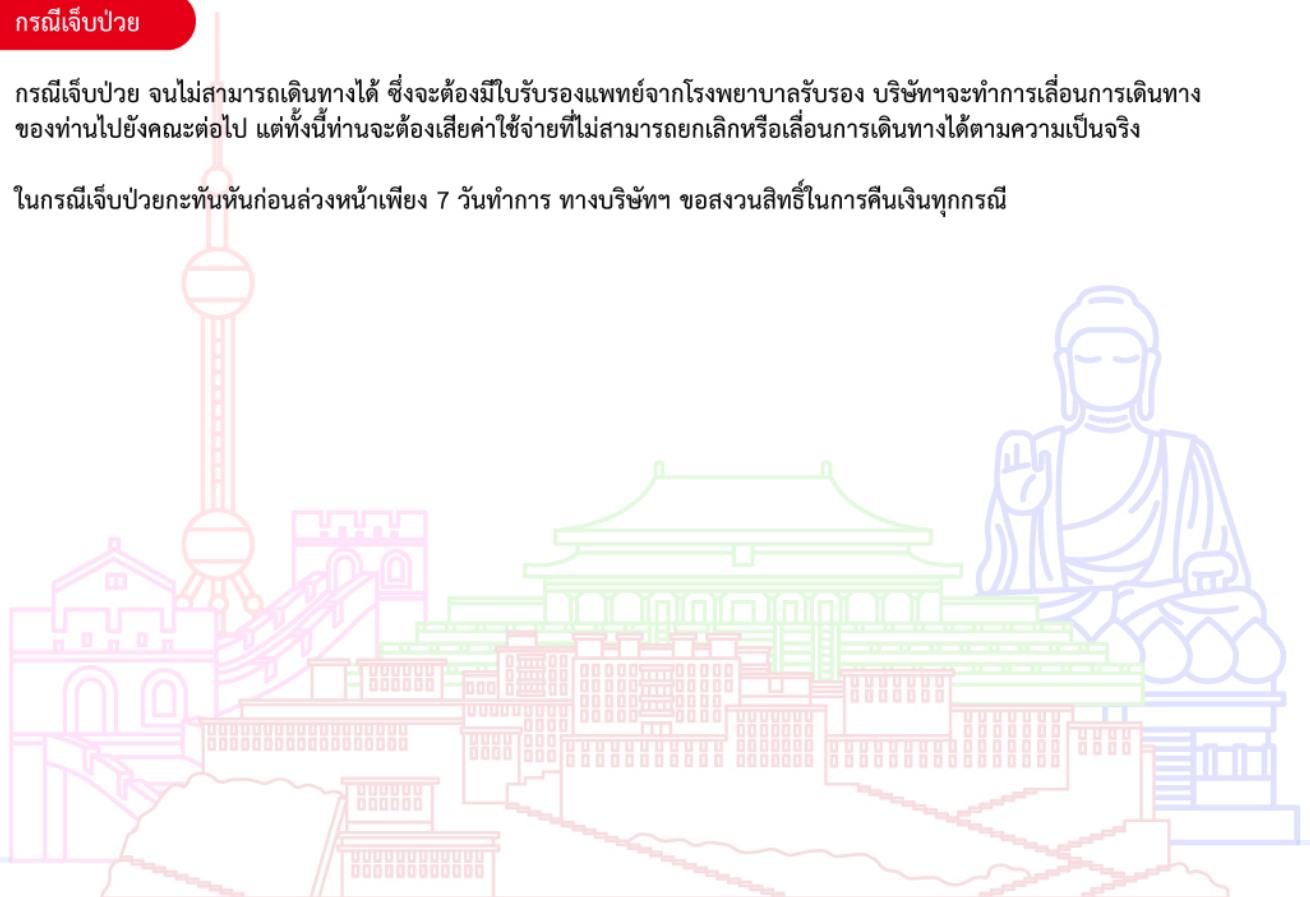 กรณีเจ็บป่วย
กรณีเจ็บป่วย จนไม่สามารถเดินทางได้ ซึ่งจะต้องมีใบรับรองแพทย์จากโรงพยาบาลรับรอง บริษัทฯจะทำการเลื่อนการเดินทาง
ของท่านไปยังคณะต่อไป แต่ทั้งนี้ท่านจะต้องเสียค่าใช้จ่ายที่ไม่สามารถยกเลิกหรือเลื่อนการเดินทางได้ตามความเป็นจริง
ในกรณีเจ็บป่วยกะทันหันก่อนล่วงหน้าเพียง 7 วันทำการ ทางบริษัทฯ ขอสงวนสิทธิ์ในการคืนเงินทุกกรณี